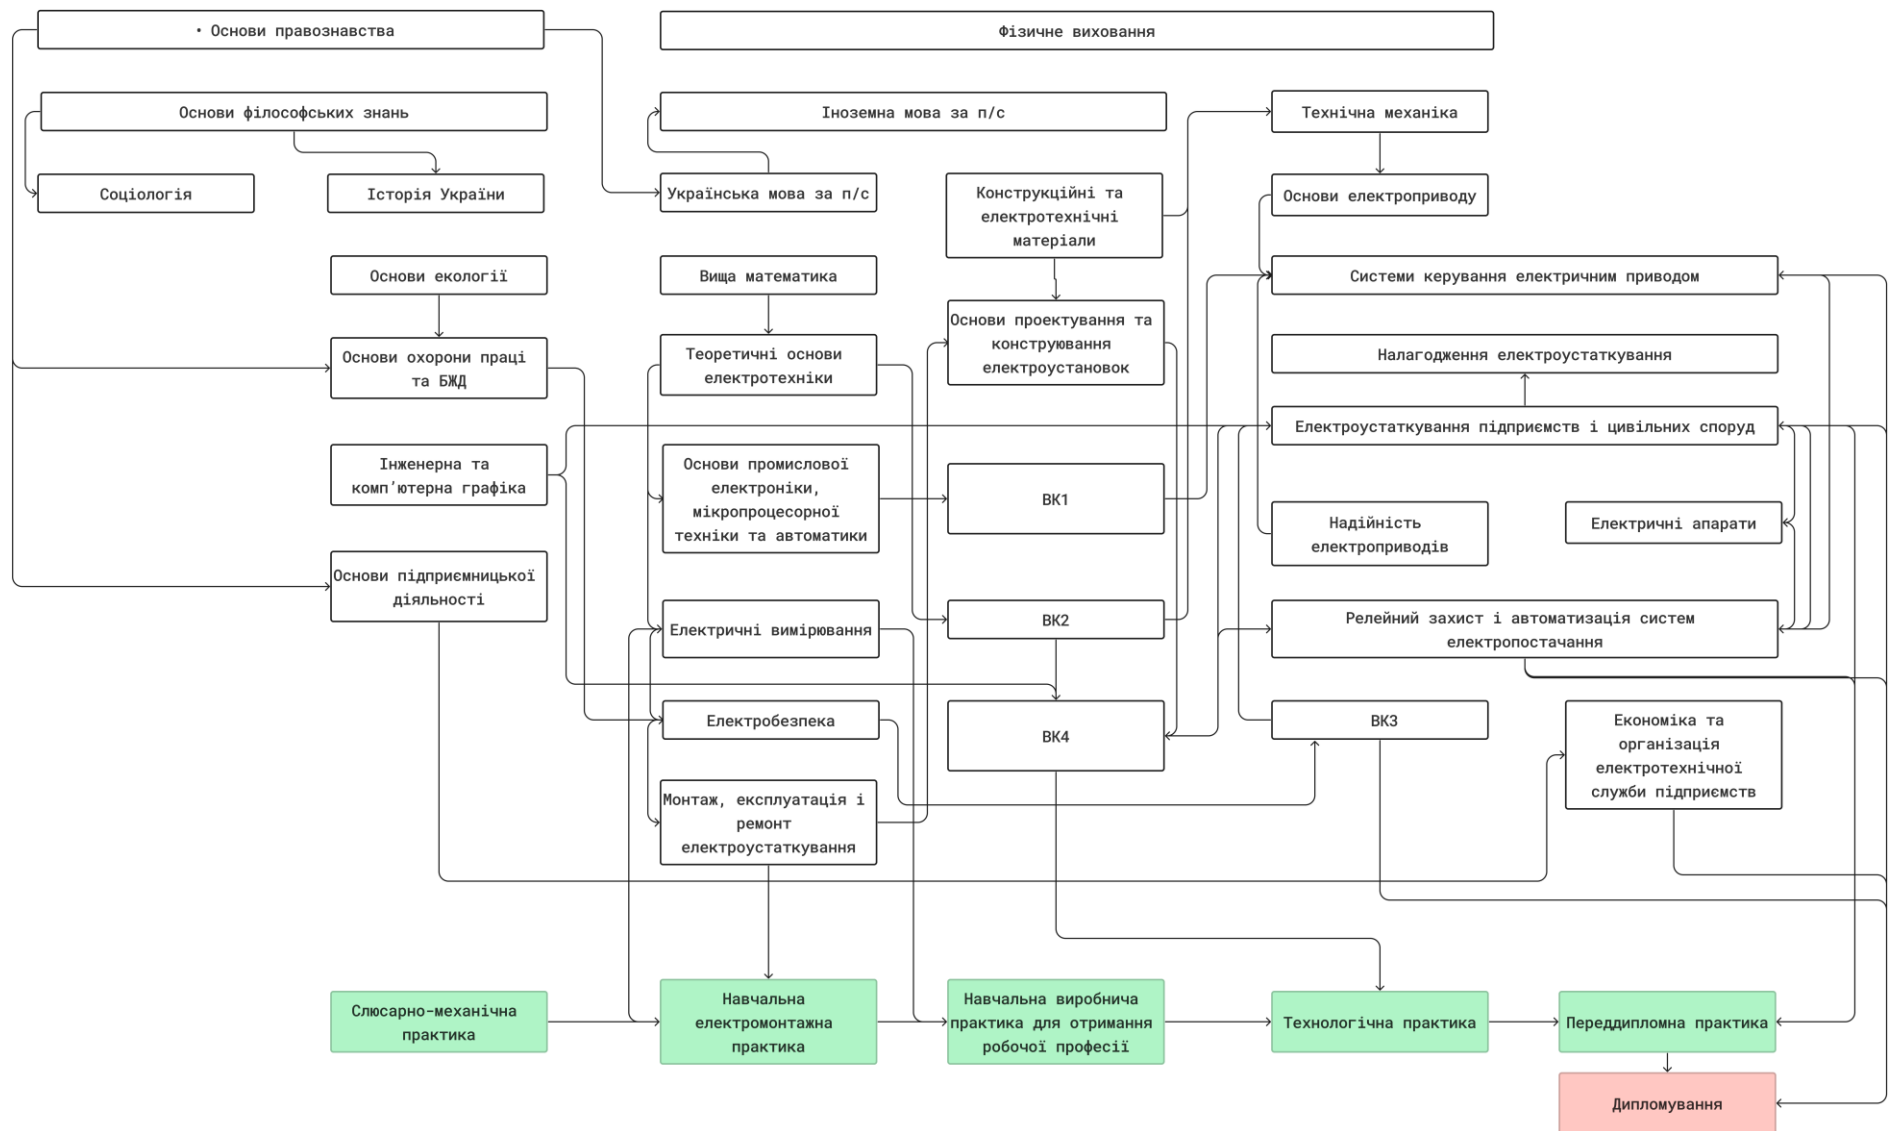 • Основи правознавства
Фізичне виховання
Основи філософських знань
Іноземна мова за п/с
Технічна механіка
Соціологія
Історія України
Українська мова за п/с
Конструкційні та
електротехнічні
матеріали
Основи електроприводу
Основи екології
Вища математика
Системи керування електричним приводом
Основи охорони праці
та БЖД
Теоретичні основи
електротехніки
Основи проектування та
конструювання
електроустановок
Налагодження електроустаткування
Електроустаткування підприємств і цивільних споруд
Інженерна та
комп’ютерна графіка
Основи промислової
електроніки,
мікропроцесорної
техніки та автоматики
ВК1
Надійність
електроприводів
Електричні апарати
Основи підприємницької
діяльності
Електричні вимірювання
ВК2
Релейний захист і автоматизація систем
електропостачання
Електробезпека
ВК4
ВК3
Економіка та
організація
електротехнічної
служби підприємств
Монтаж, експлуатація і
ремонт
електроустаткування
Слюсарно-механічна
практика
Навчальна
електромонтажна
практика
Навчальна виробнича
практика для отримання
робочої професії
Технологічна практика
Переддипломна практика
Дипломування